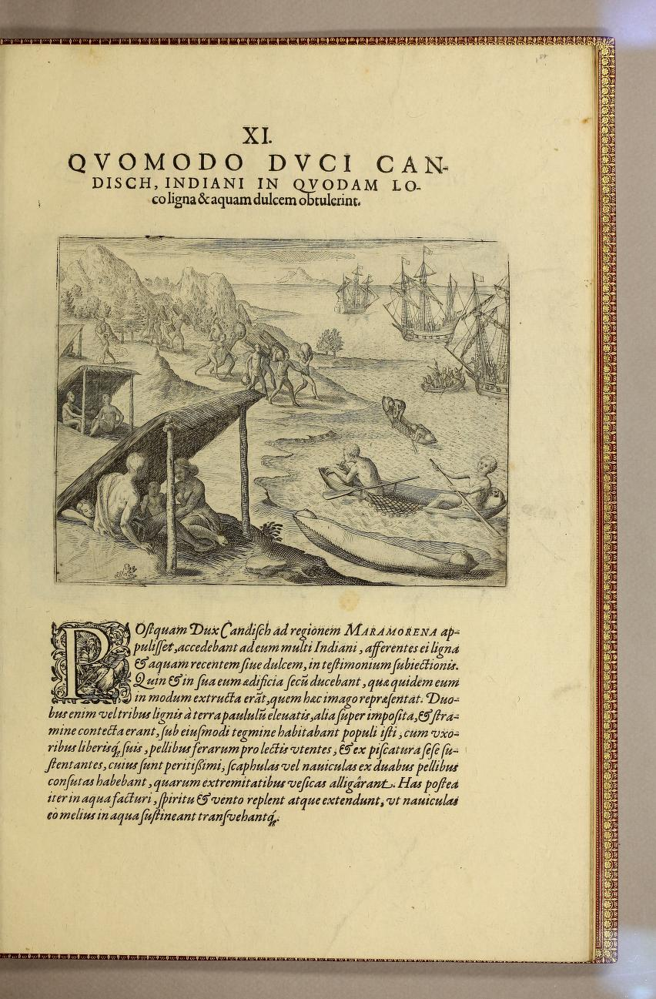 187
XI.
QVOMODO DVCI CAN-
DISCH, INDIANI IN QVODAM LO-
co ligna & aquam dulcem obtulerint.
POſtquam Dux Candiſch ad regionem MARAMORENA ap-
puliſſet, accedebant ad eum multi Indiani, afferentes ei ligna
& aquam recentem ſiue dulcem, in teſtimonium ſubiectionis.
Quin & in ſua eum ædificia ſecū ducebant, quæ quidem eum
in modum extructa erāt, quem hæc imago repræſentat. Duo-
bus enim vel tribus lignis à terra paululū eleuatis, alia ſuper impoſita, & ſtra-
mine contecta erant, ſub eiuſmodi tegmine habitabant populi iſti, cum vxo-
ribus liberisq́; ſuis, pellibus ferarum pro lectis vtentes, & ex piſcatura ſeſe ſu-
ſtentantes, cuius ſunt peritißimi, ſcaphulas vel nauiculas ex duabus pellibus
conſutas habebant, quarum extremitatibus veſicas alligârant. Has poſtea
iter in aqua facturi, ſpiritu & vento replent atque extendunt, vt nauiculas
eò melius in aqua ſuſtineant tranſvehantq́;.